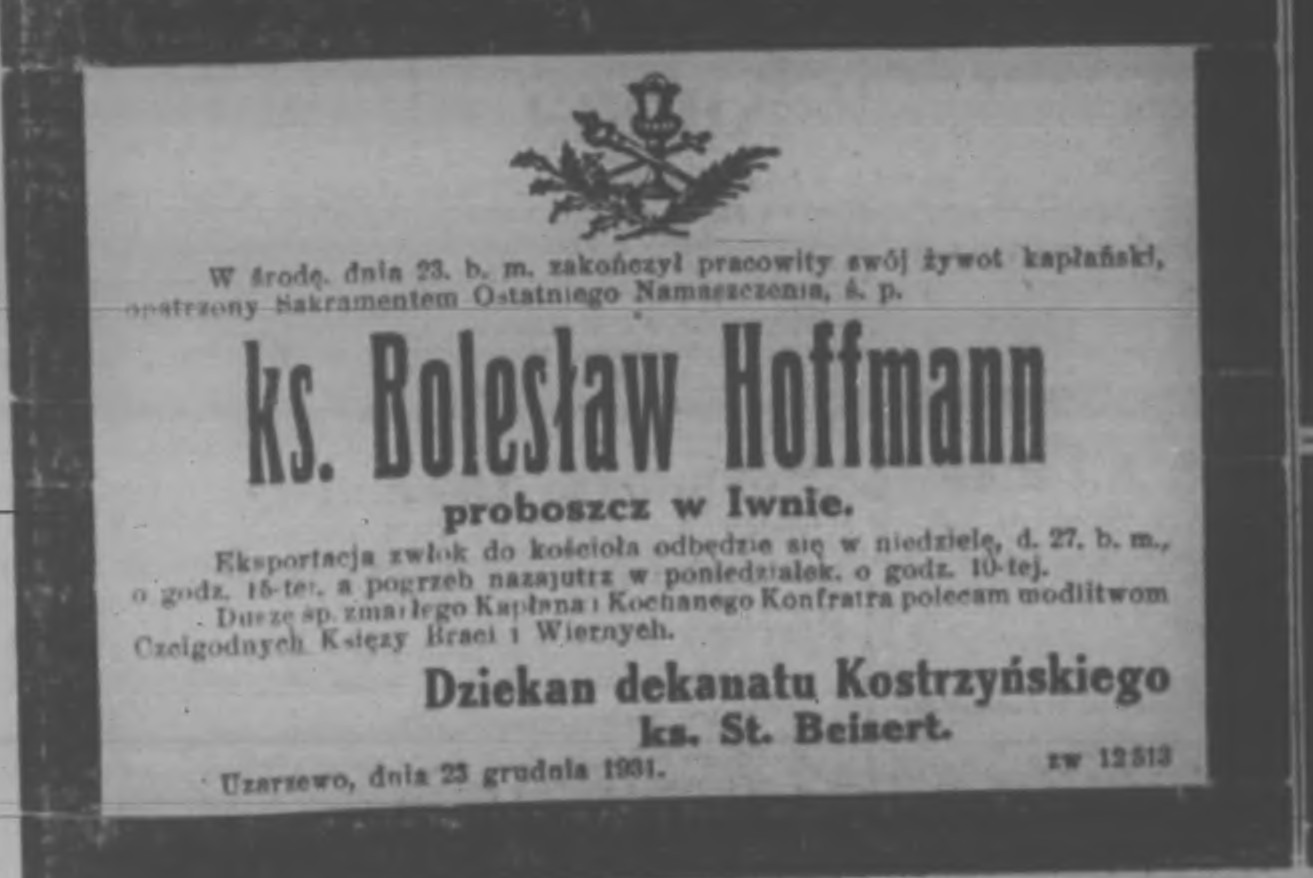 W środę, dnia 23. b. m. zakończył pracowity swój żywot kapłański,
opatrzony Sakramentem Ostatniego Namaszczenia, ś. p.
ks. Bolesław Hoffmann
proboszcz w Iwnie.
Eksportacja zwłok do kościoła odbędzie się w niedzielę, d. 27. b. m.,
o godz. 15-tej, a pogrzeb nazajutrz w poniedziałek, o godz. 10-tej.
Duszę śp. zmarłego Kapłana i Kochanego Konfratra polecam modlitwom
Czcigodnych Księży Braci i Wiernych.
Dziekan dekanatu Kostrzyńskiego
ks. St. Beisert.
Uzarzewo, dnia 23 grudnia 1931.
zw 12 513